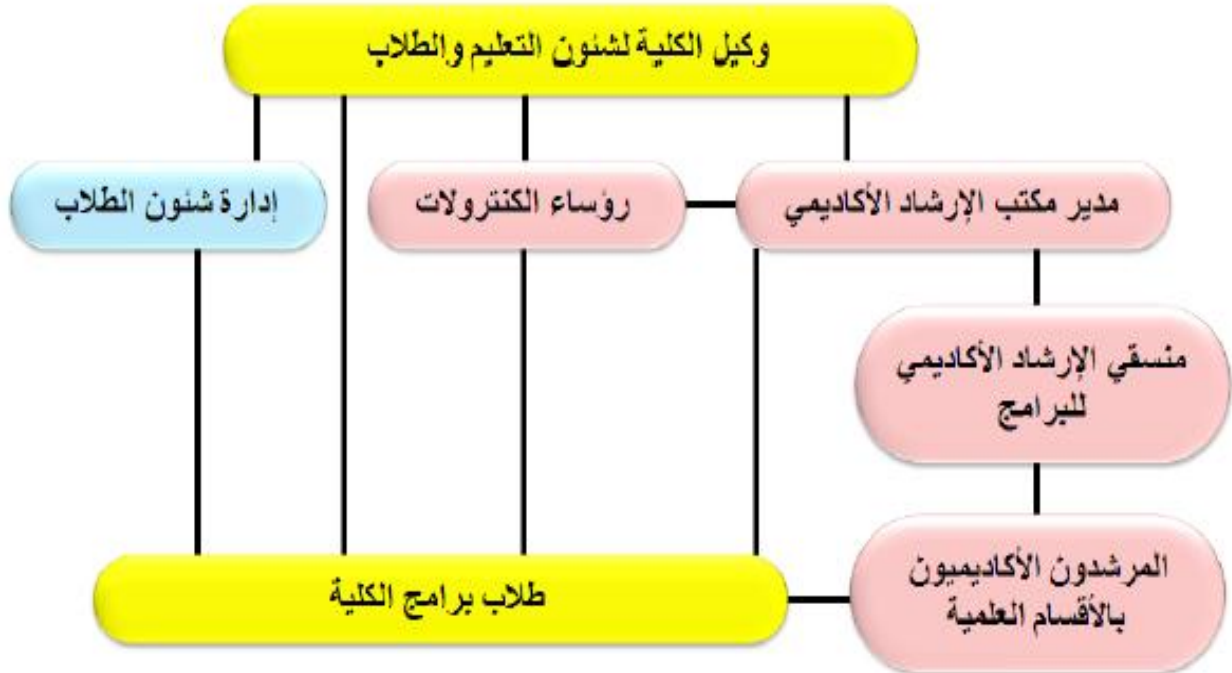 وكيل الكلية لشئون التعليم والطلاب
مدير مكتب الإرشاد الأكاديمي
رؤساء الكنترولات
إدارة شئون الطلاب
منسقي الإرشاد الأكاديمي
للبرامج
المرشدون الأكاديميون
بالأقسام العلمية
طلاب برامج الكلية